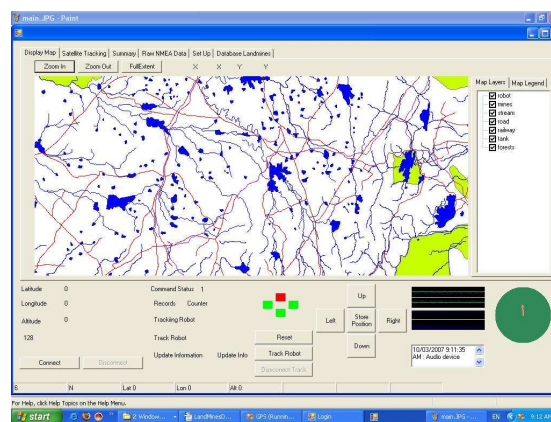 main.JPG - Paint
Display Map Satellite Tracking Summary Raw NMEA Data Set Up Database Landmines
Zoom In Zoom Out FullExtent X X Y Y
Map Layers Map Legend
robot
mines
stream
road
railway
tank
forests
Latitude 0 Command Status 1
Longitude 0 Records Counter
Altitude 0 Trackling Robot
128 Track Robot
Update Information Update Info
Connect Disconnect
Reset
Track Robot
Disconnect Track
Up
Left Store Position Right
Down
10/03/2007 9:11:35
AM : Audio device
6 N Lat 0 Lon 0 Alt 0
For Help, click Help Topics on the Help Menu.
start 2 Window... LandMinesD... GPS (Runnin... Login main.JPG - ... EN 9:12 AM